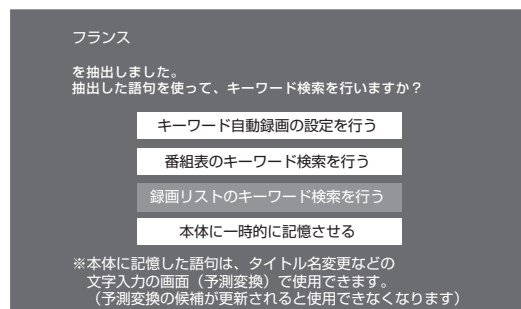 フランス
を抽出しました。
抽出した語句を使って、キーワード検索を行いますか？
キーワード自動録画の設定を行う
番組表のキーワード検索を行う
録画リストのキーワード検索を行う
本体に一時的に記憶させる
※本体に記憶した語句は、タイトル名変更などの
文字入力の画面（予測変換）で使用できます。
（予測変換の候補が更新されると使用できなくなります）